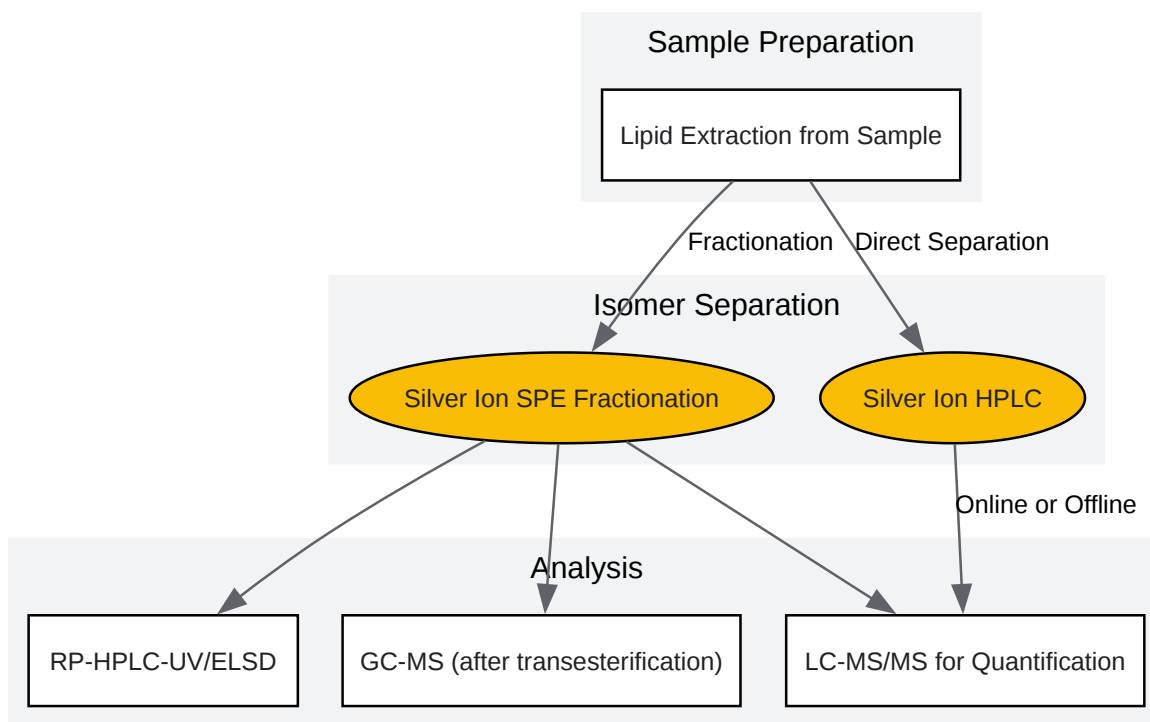 Sample Preparation
Lipid Extraction from Sample
Fractionation
Direct Separation
Isomer Separation
Silver Ion SPE Fractionation
Silver Ion HPLC
Online or Offline
Analysis
RP-HPLC-UV/ELSD
GC-MS (after transesterification)
LC-MS/MS for Quantification